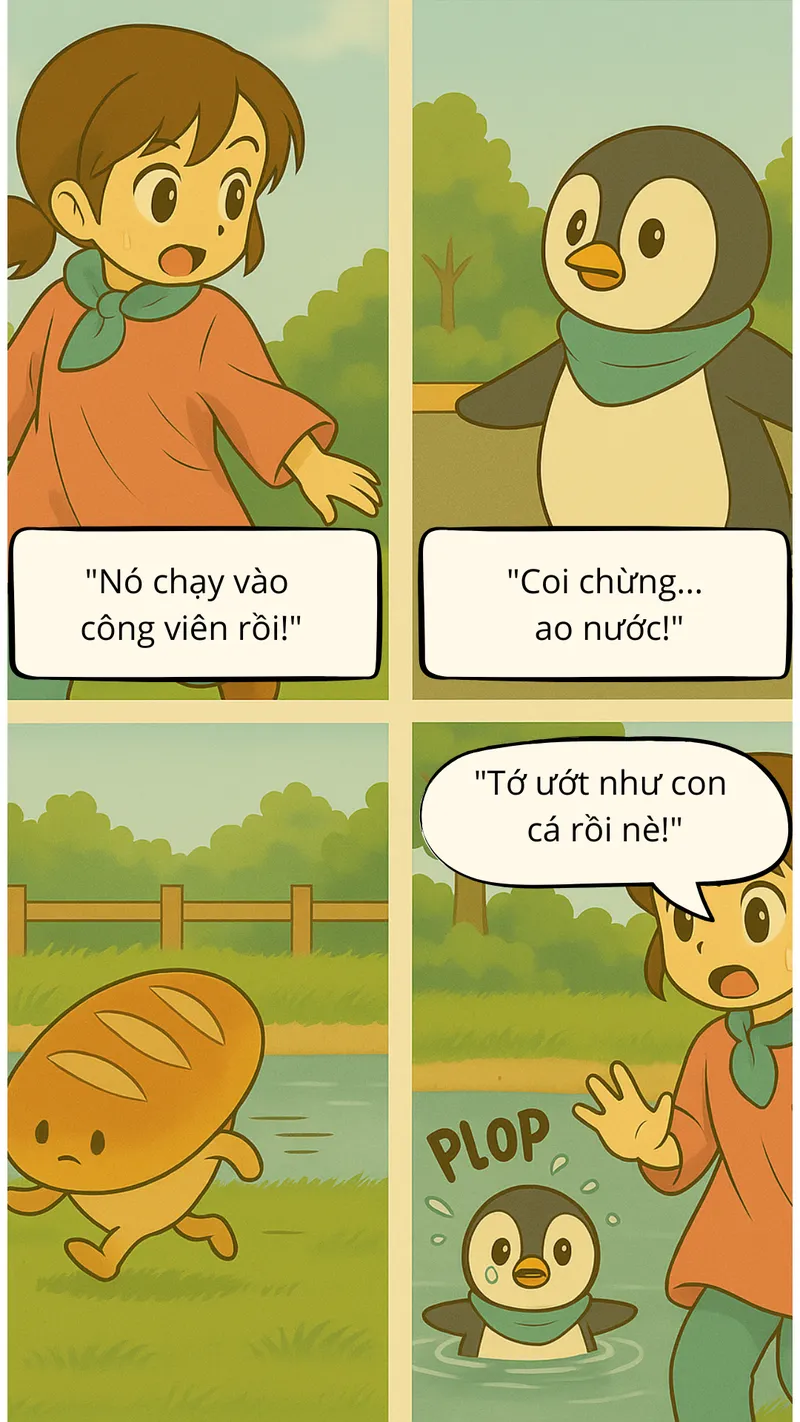 "Nó chạy vào
công viên rồi!"
"Coi chừng...
ao nước!"
"Tớ ướt như con
cá rồi nè!"
PLOP